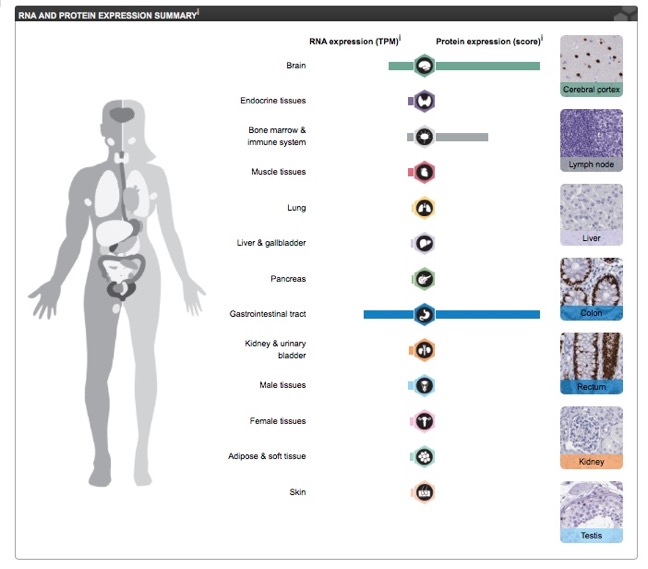 RNA AND PROTEIN EXPRESSION SUMMARYi
RNA expression (TPM)i Protein expression (score)i
Brain
Endocrine tissues
Bone marrow &
immune system
Muscle tissues
Lung
Liver & gallbladder
Pancreas
Gastrointestinal tract
Kidney & urinary
bladder
Male tissues
Female tissues
Adipose & soft tissue
Skin
Cerebral cortex
Lymph node
Liver
Colon
Rectum
Kidney
Testis